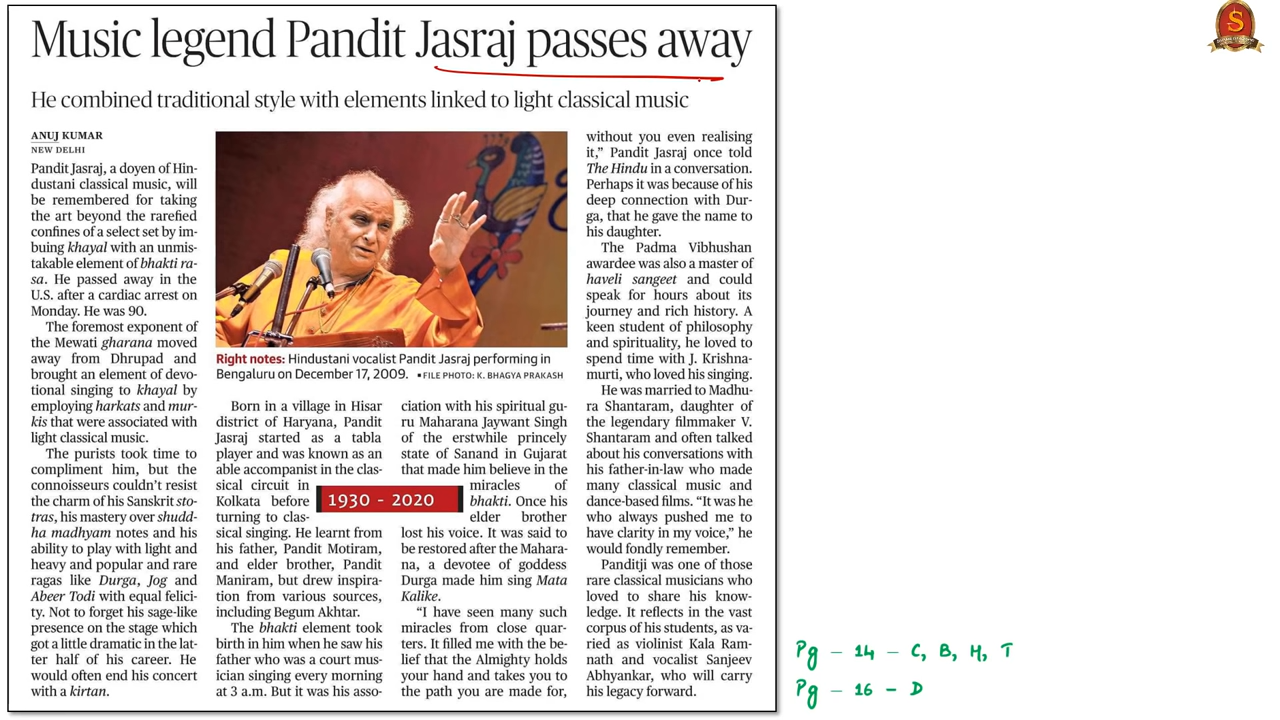 Music legend Pandit Jasraj passes away
He combined traditional style with elements linked to light classical music
ANUJ KUMAR
NEW DELHI
Pandit Jasraj, a doyen of Hin-
dustani classical music, will
be remembered for taking
the art beyond the rarefied
confines of a select set by im-
buing khayal with an unmis-
takable element of bhakti ra-
sa. He passed away in the
U.S. after a cardiac arrest on
Monday. He was 90.
The foremost exponent of
the Mewati gharana moved
away from Dhrupad and
brought an element of devo-
tional singing to khayal by
employing harkats and mur-
kis that were associated with
light classical music.
The purists took time to
compliment him, but the
connoisseurs couldn't resist
the charm of his Sanskrit sto-
tras, his mastery over shudd-
ha madhyam notes and his
ability to play with light and
heavy and popular and rare
ragas like Durga, Jog and
Abeer Todi with equal felici-
ty. Not to forget his sage-like
presence on the stage which
got a little dramatic in the lat-
ter half of his career. He
would often end his concert
with a kirtan.
Right notes: Hindustani vocalist Pandit Jasraj performing in
Bengaluru on December 17, 2009. ▪ FILE PHOTO: K. BHAGYA PRAKASH
Born in a village in Hisar
district of Haryana, Pandit
Jasraj started as a tabla
player and was known as an
able accompanist in the clas-
sical circuit in
Kolkata before
turning to clas-
sical singing. He learnt from
his father, Pandit Motiram,
and elder brother, Pandit
Maniram, but drew inspira-
tion from various sources,
including Begum Akhtar.
The bhakti element took
birth in him when he saw his
father who was a court mus-
ician singing every morning
at 3 a.m. But it was his asso-
1930 - 2020
ciation with his spiritual gu-
ru Maharana Jaywant Singh
of the erstwhile princely
state of Sanand in Gujarat
that made him believe in the
miracles of
bhakti. Once his
elder brother
lost his voice. It was said to
be restored after the Mahara-
na, a devotee of goddess
Durga made him sing Mata
Kalike.
"I have seen many such
miracles from close quar-
ters. It filled me with the be-
lief that the Almighty holds
your hand and takes you to
the path you are made for,
without you even realising
it," Pandit Jasraj once told
The Hindu in a conversation.
Perhaps it was because of his
deep connection with Dur-
ga, that he gave the name to
his daughter.
The Padma Vibhushan
awardee was also a master of
haveli sangeet and could
speak for hours about its
journey and rich history. A
keen student of philosophy
and spirituality, he loved to
spend time with J. Krishna-
murti, who loved his singing.
He was married to Madhu-
ra Shantaram, daughter of
the legendary filmmaker V.
Shantaram and often talked
about his conversations with
his father-in-law who made
many classical music and
dance-based films. "It was he
who always pushed me to
have clarity in my voice," he
would fondly remember.
Panditji was one of those
rare classical musicians who
loved to share his know-
ledge. It reflects in the vast
corpus of his students, as va-
ried as violinist Kala Ram-
nath and vocalist Sanjeev
Abhyankar, who will carry
his legacy forward.
S
Pg - 14 - C, B, H, T
Pg - 16 - D